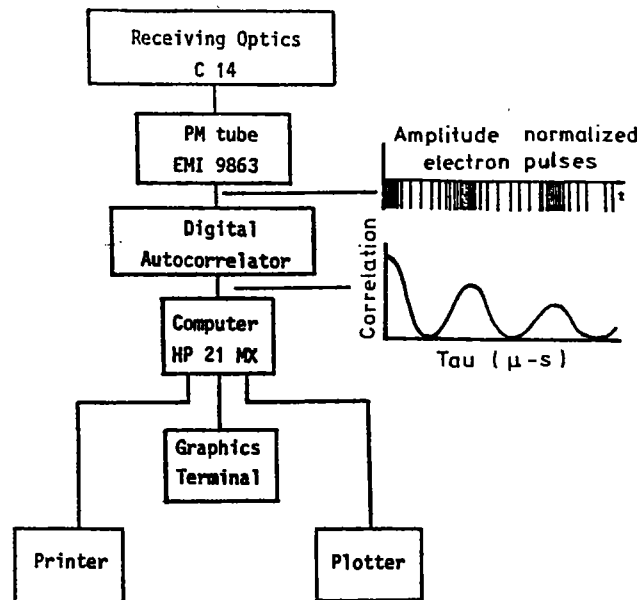 Receiving Optics
C 14
PM tube
EMI 9863
Amplitude normalized
electron pulses
t
Digital
Autocorrelator
Correlation
Tau ( μ-s )
Computer
HP 21 MX
Graphics
Terminal
Printer
Plotter